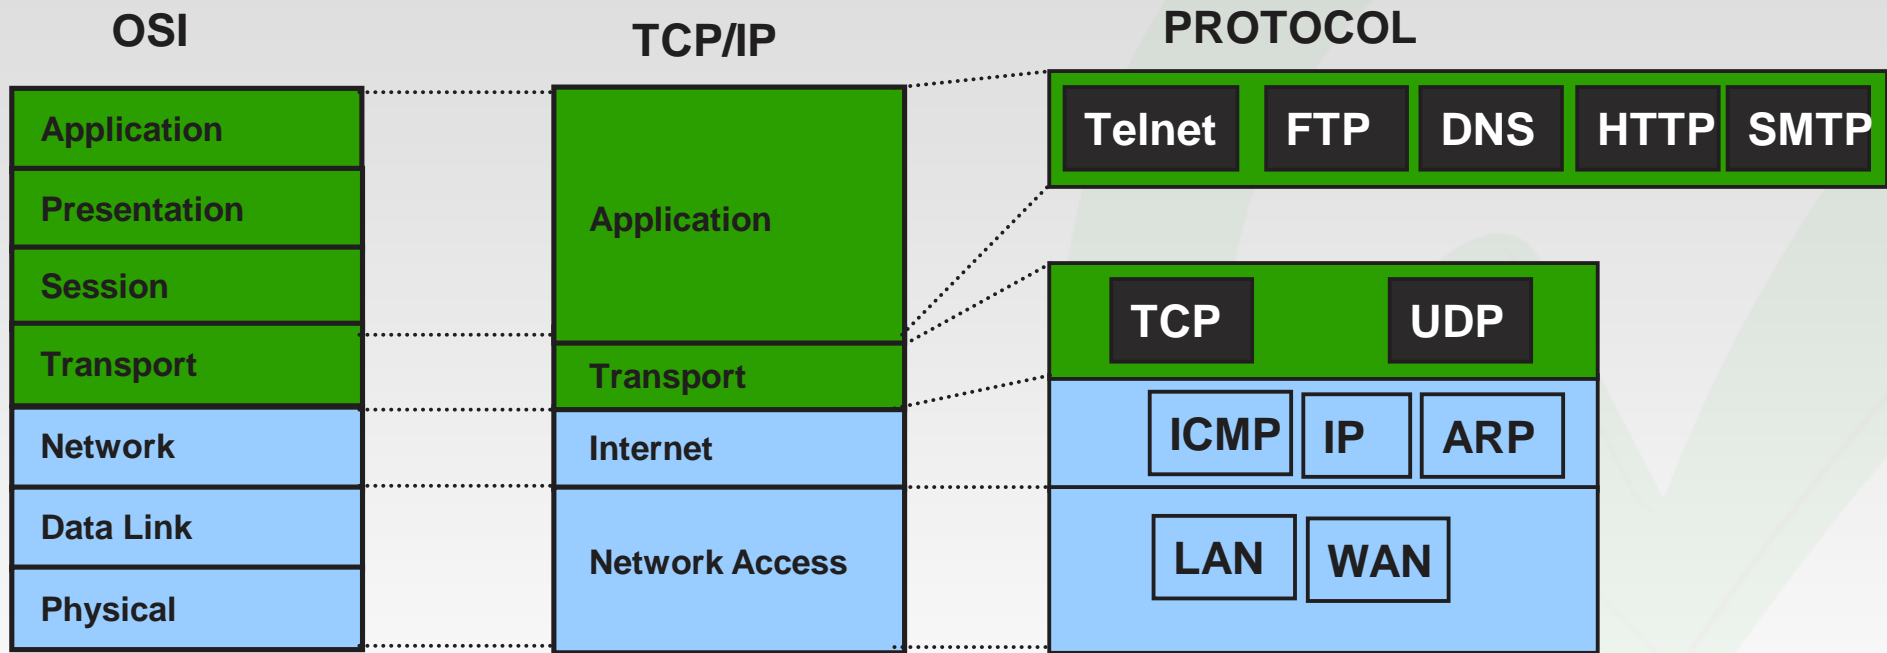 OSI
TCP/IP
PROTOCOL
Application
Presentation
Session
Transport
Network
Data Link
Physical
Application
Transport
Internet
Network Access
Telnet FTP DNS HTTP SMTP
TCP UDP
ICMP IP ARP
LAN WAN